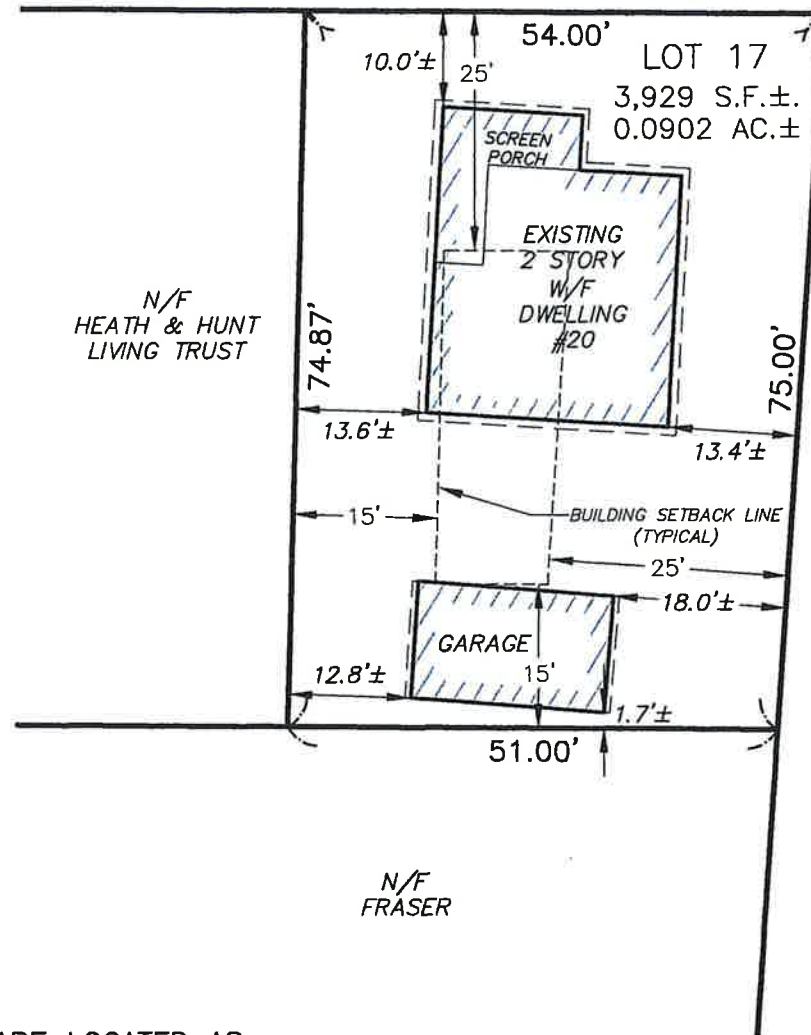 54.00'
10.0'±
25'
LOT 17
3,929 S.F.±.
0.0902 AC.±
SCREEN
PORCH
EXISTING
2 STORY
W/F
DWELLING
#20
N/F
HEATH & HUNT
LIVING TRUST
74.87'
75.00'
13.6'±
13.4'±
15'
BUILDING SETBACK LINE
(TYPICAL)
25'
18.0'±
GARAGE
15'
12.8'±
1.7'±
51.00'
N/F
FRASER